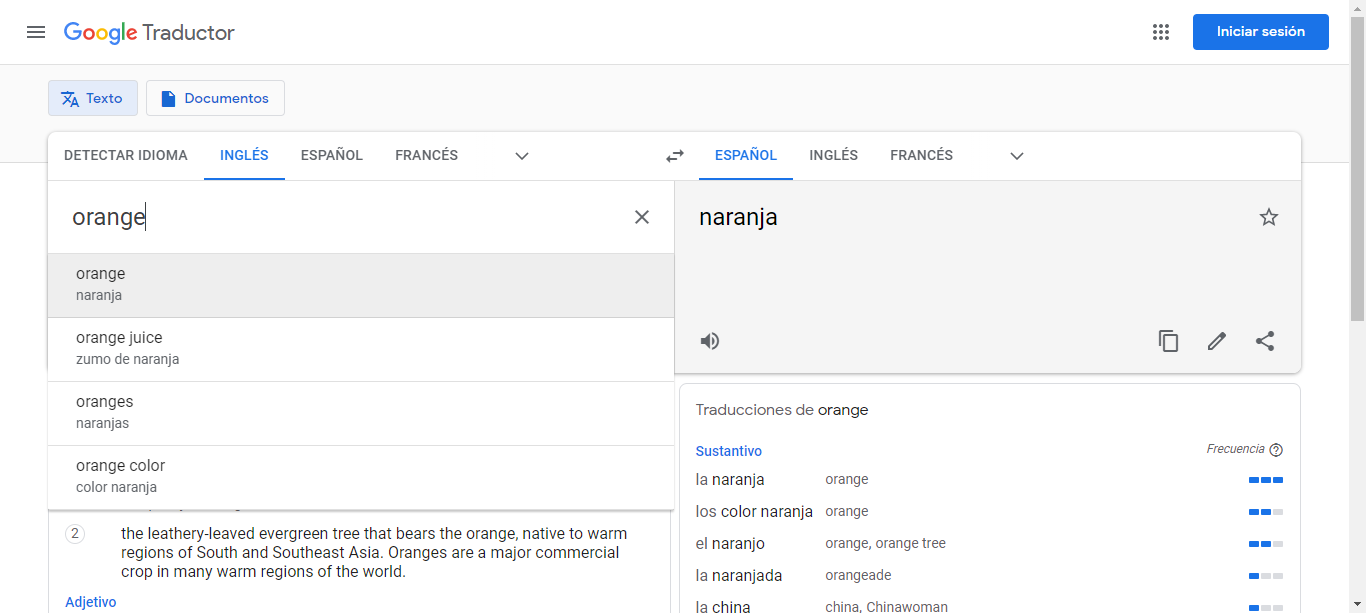 Google Traductor
Iniciar sesión
Texto
Documentos
DETECTAR IDIOMA INGLÉS ESPAÑOL FRANCÉS
ESPAÑOL INGLÉS FRANCÉS
orange
naranja
orange
naranja
orange juice
zumo de naranja
oranges
naranjas
orange color
color naranja
2
the leathery-leaved evergreen tree that bears the orange, native to warm
regions of South and Southeast Asia. Oranges are a major commercial
crop in many warm regions of the world.
Adjetivo
Traducciones de orange
Sustantivo Frecuencia
la naranja orange
los color naranja orange
el naranjo orange, orange tree
la naranjada orangeade
la china china, Chinawoman